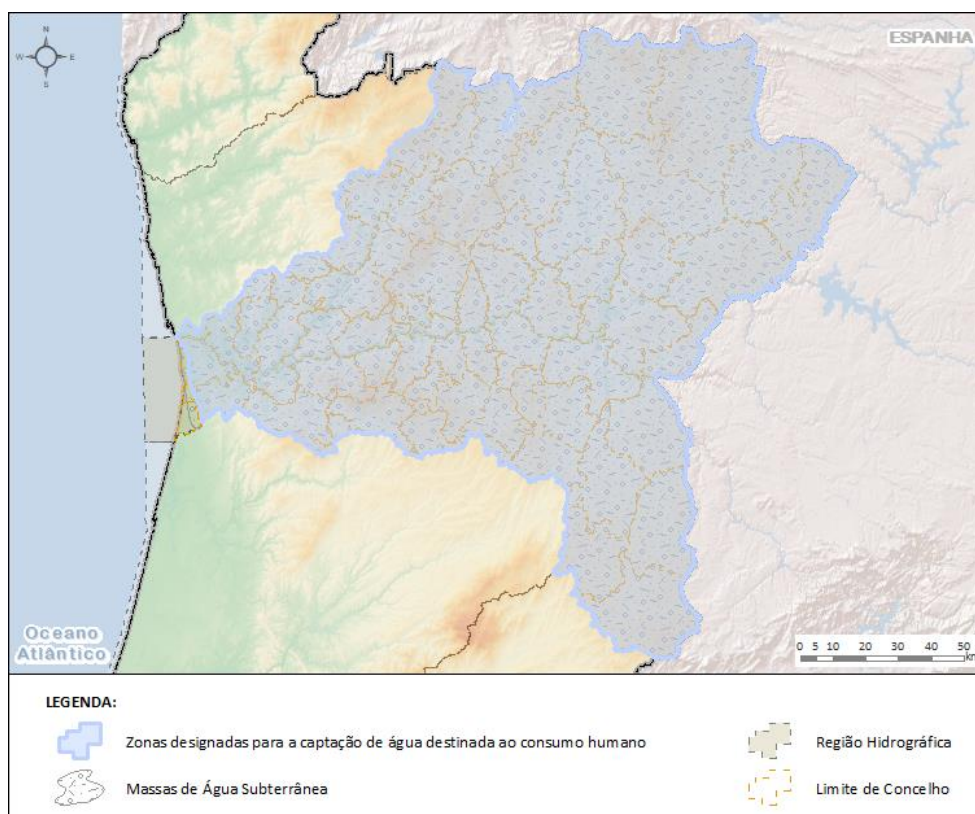 N
W E
S
ESPANHA
Oceano
Atlântico
0 5 10 20 30 40 50
km
LEGENDA:
Zonas designadas para a captação de água destinada ao consumo humano
Região Hidrográfica
Massas de Água Subterrânea
Limite de Concelho